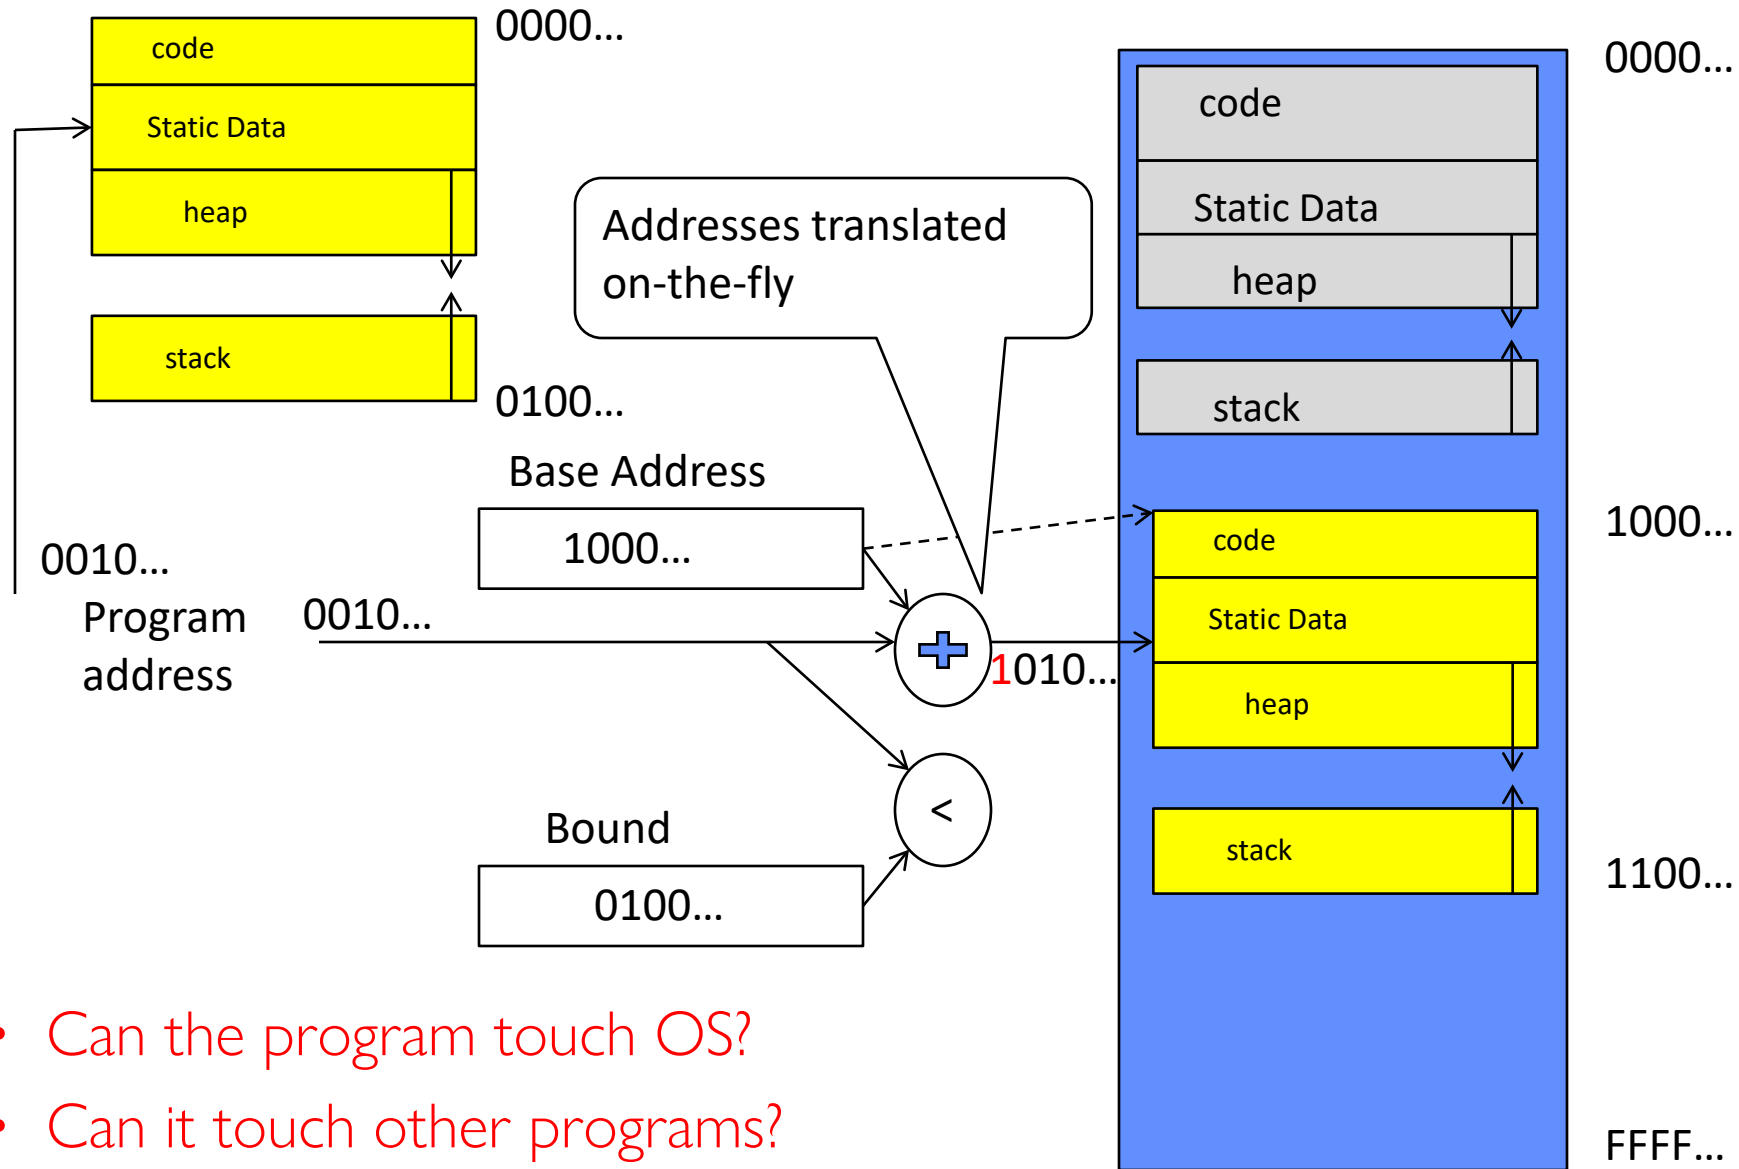 code
Static Data
heap
stack
0000...
0100...
Addresses translated
on-the-fly
Base Address
1000...
0010...
Program
address
0010...
1010...
<
Bound
0100...
code
Static Data
heap
stack
code
Static Data
heap
stack
0000...
1000...
1100...
FFFF...
• Can the program touch OS?
• Can it touch other programs?